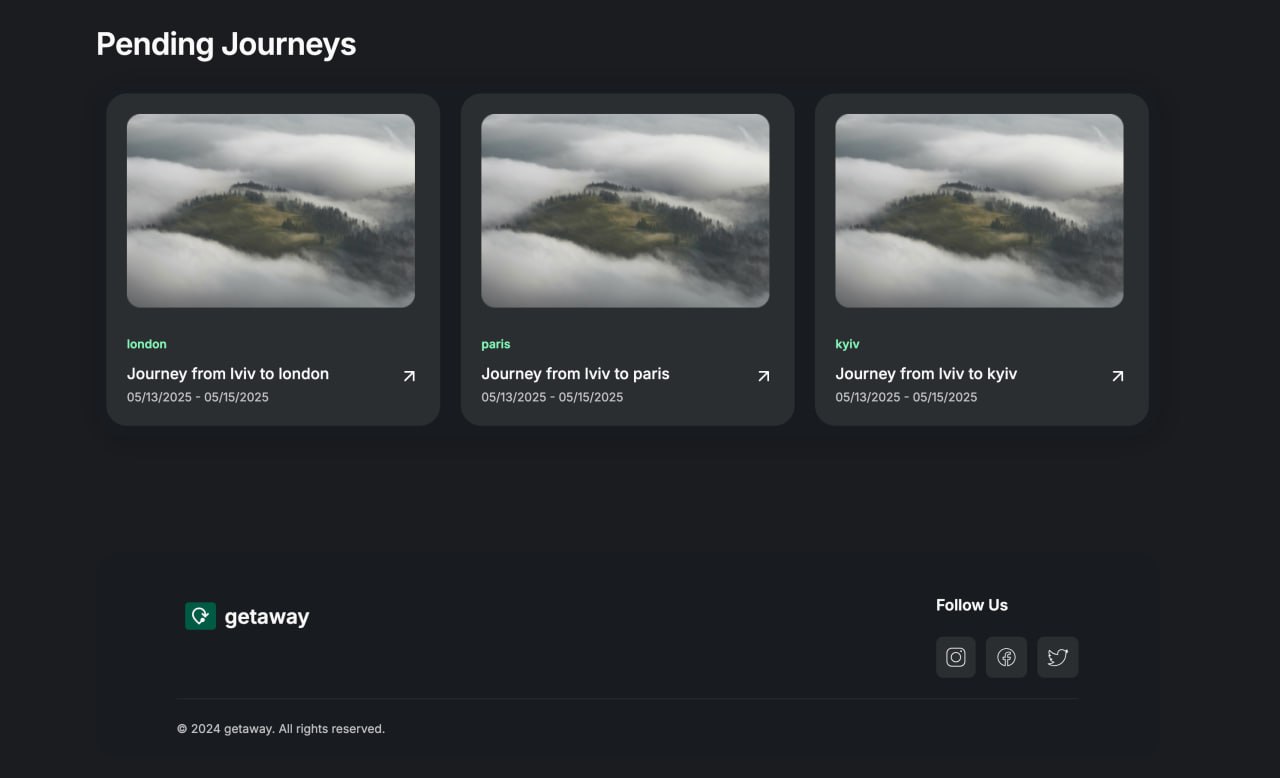 Pending Journeys
london
Journey from lviv to london
05/13/2025 - 05/15/2025
paris
Journey from lviv to paris
05/13/2025 - 05/15/2025
kyiv
Journey from lviv to kyiv
05/13/2025 - 05/15/2025
getaway
Follow Us
© 2024 getaway. All rights reserved.